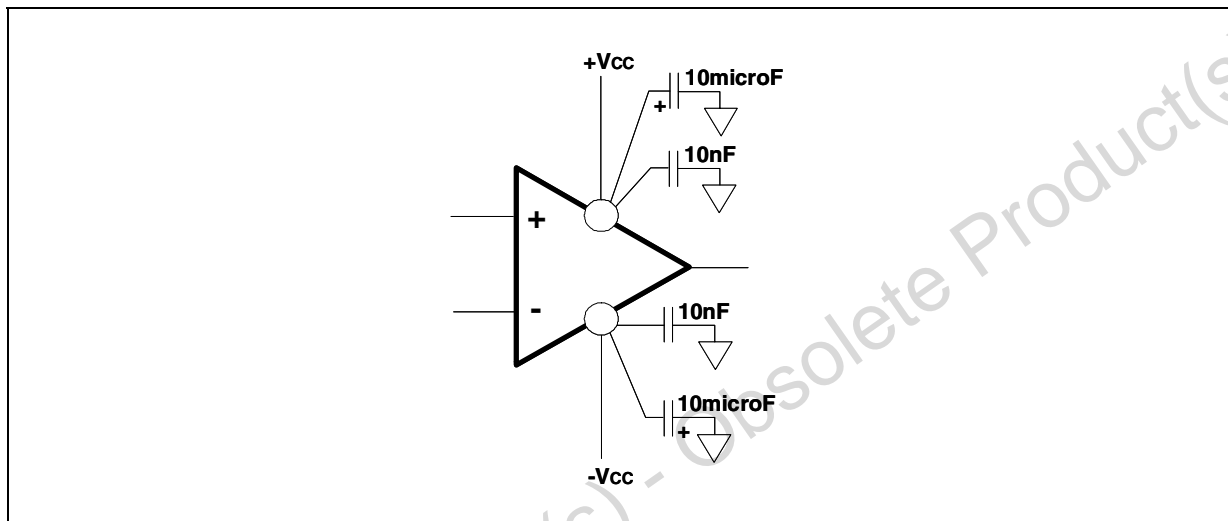 +Vcc
10microF
+
10nF
+
-
10nF
10microF
+
-Vcc
(s) - Obsolete Product(s